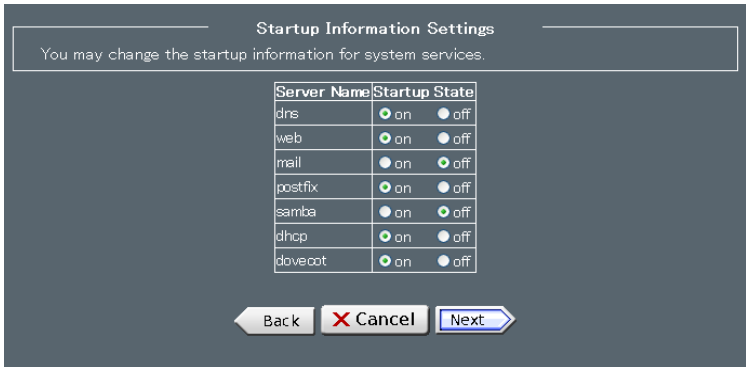 Startup Information Settings
You may change the startup information for system services.
Server Name Startup State
dns on off
web on off
mail on off
postfix on off
samba on off
dhcp on off
dovecot on off
Back Cancel Next